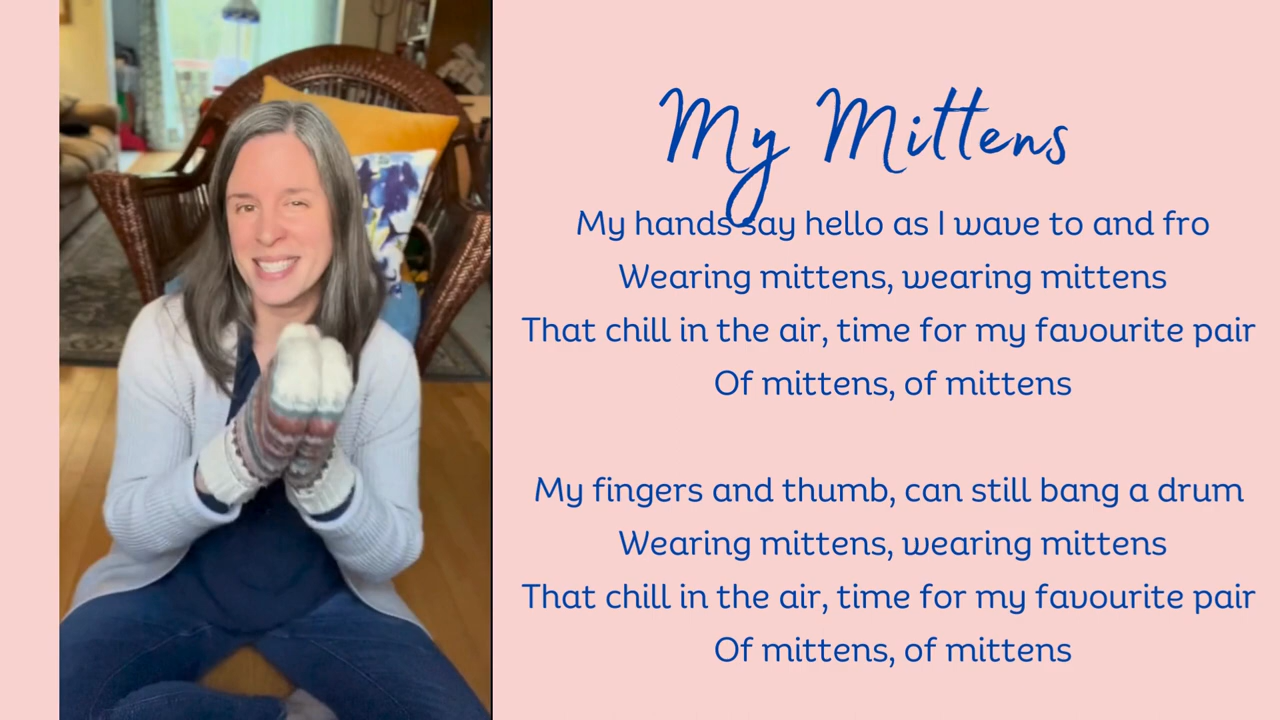 My Mittens
My hands say hello as I wave to and fro
Wearing mittens, wearing mittens
That chill in the air, time for my favourite pair
Of mittens, of mittens
My fingers and thumb, can still bang a drum
Wearing mittens, wearing mittens
That chill in the air, time for my favourite pair
Of mittens, of mittens